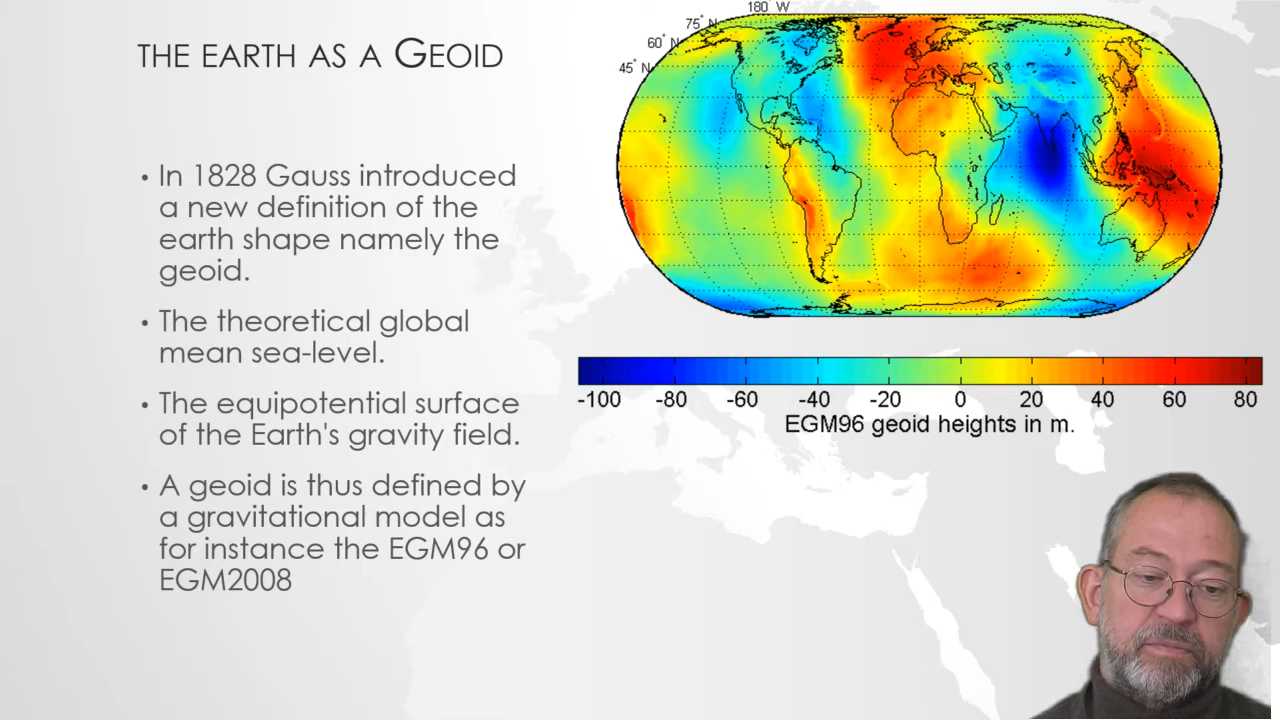 THE EARTH AS A GEOID
• In 1828 Gauss introduced
a new definition of the
earth shape namely the
geoid.
• The theoretical global
mean sea-level.
• The equipotential surface
of the Earth's gravity field.
• A geoid is thus defined by
a gravitational model as
for instance the EGM96 or
EGM2008
180° W
75° N
60° N
45° N
-100 -80 -60 -40 -20 0 20 40 60 80
EGM96 geoid heights in m.